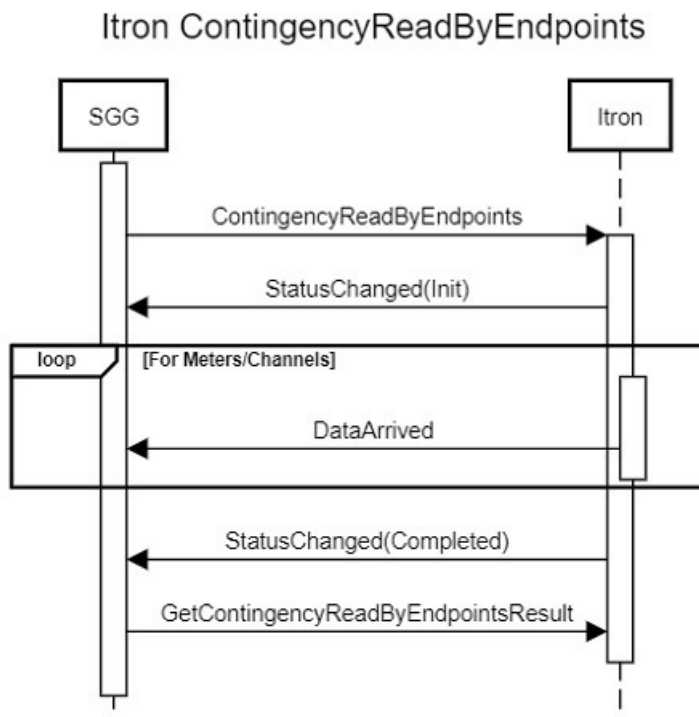 Itron ContingencyReadByEndpoints
SGG
Itron
ContingencyReadByEndpoints
StatusChanged(Init)
loop
[For Meters/Channels]
DataArrived
StatusChanged(Completed)
GetContingencyReadByEndpointsResult